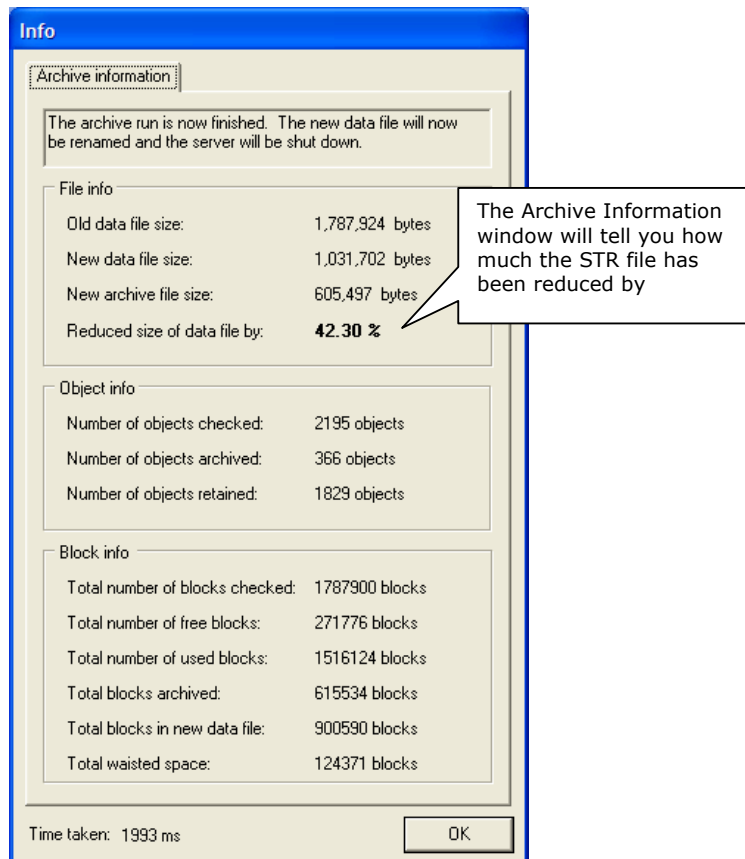 Info
Archive information
The archive run is now finished.  The new data file will now
be renamed and the server will be shut down.
File info
Old data file size: 1,787,924 bytes
New data file size: 1,031,702 bytes
New archive file size: 605,497 bytes
Reduced size of data file by: 42.30 %
The Archive Information
window will tell you how
much the STR file has
been reduced by
Object info
Number of objects checked: 2195 objects
Number of objects archived: 366 objects
Number of objects retained: 1829 objects
Block info
Total number of blocks checked: 1787900 blocks
Total number of free blocks: 271776 blocks
Total number of used blocks: 1516124 blocks
Total blocks archived: 615534 blocks
Total blocks in new data file: 900590 blocks
Total waisted space: 124371 blocks
Time taken: 1993 ms
OK